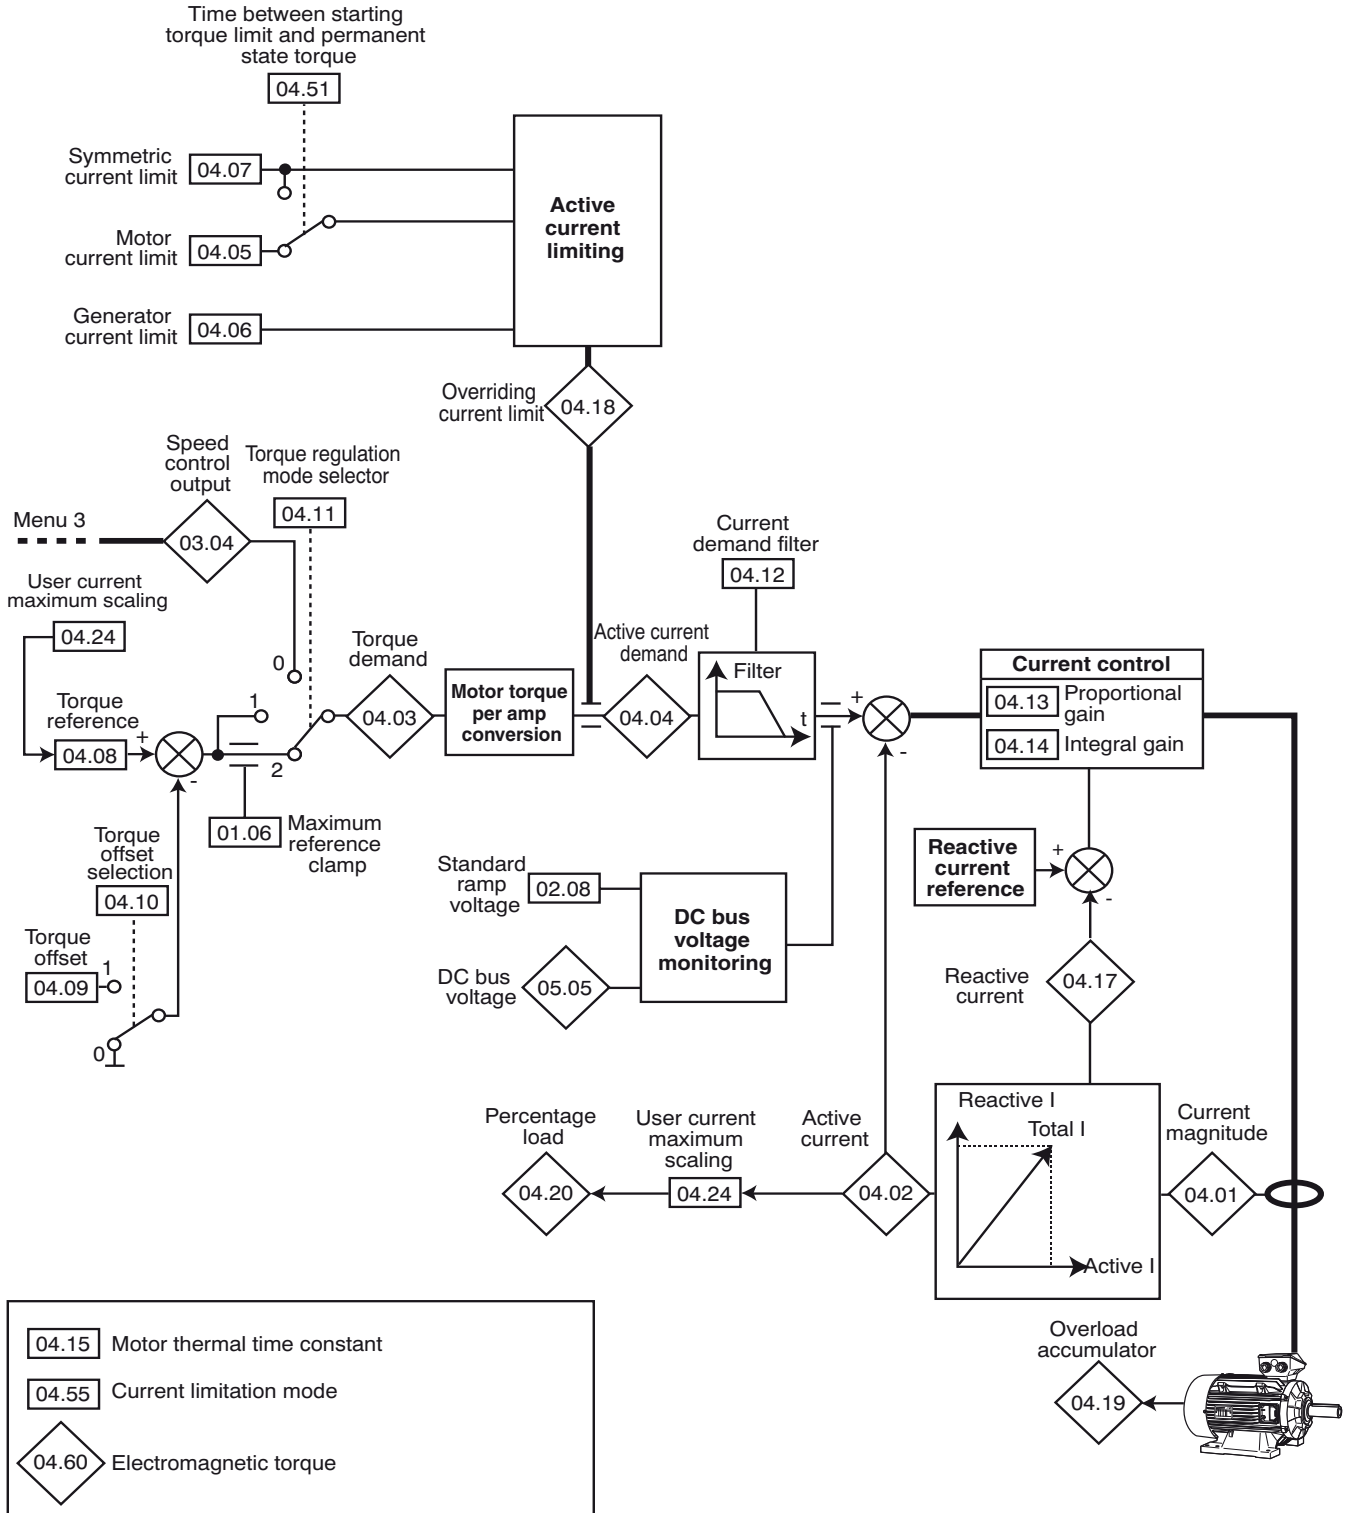 Time between starting
torque limit and permanent
state torque
04.51
Symmetric
current limit
04.07
Motor
current limit
04.05
Generator
current limit
04.06
Active
current
limiting
Overriding
current limit
04.18
Speed
control
output
Torque regulation
mode selector
04.11
Menu 3
03.04
User current
maximum scaling
04.24
Torque
reference
04.08
+
-
0
1
2
01.06
Maximum
reference
clamp
Torque
demand
04.03
Motor torque
per amp
conversion
Active current
demand
04.04
Current
demand filter
04.12
Filter
t
+
-
Current control
04.13
Proportional
gain
04.14
Integral gain
Torque
offset
selection
04.10
Torque
offset
04.09
1
0
Standard
ramp
voltage
02.08
DC bus
voltage
05.05
DC bus
voltage
monitoring
Reactive
current
reference
+
-
Reactive
current
04.17
Percentage
load
04.20
User current
maximum
scaling
04.24
Active
current
04.02
Reactive I
Total I
Active I
Current
magnitude
04.01
Overload
accumulator
04.19
04.15
Motor thermal time constant
04.55
Current limitation mode
04.60
Electromagnetic torque